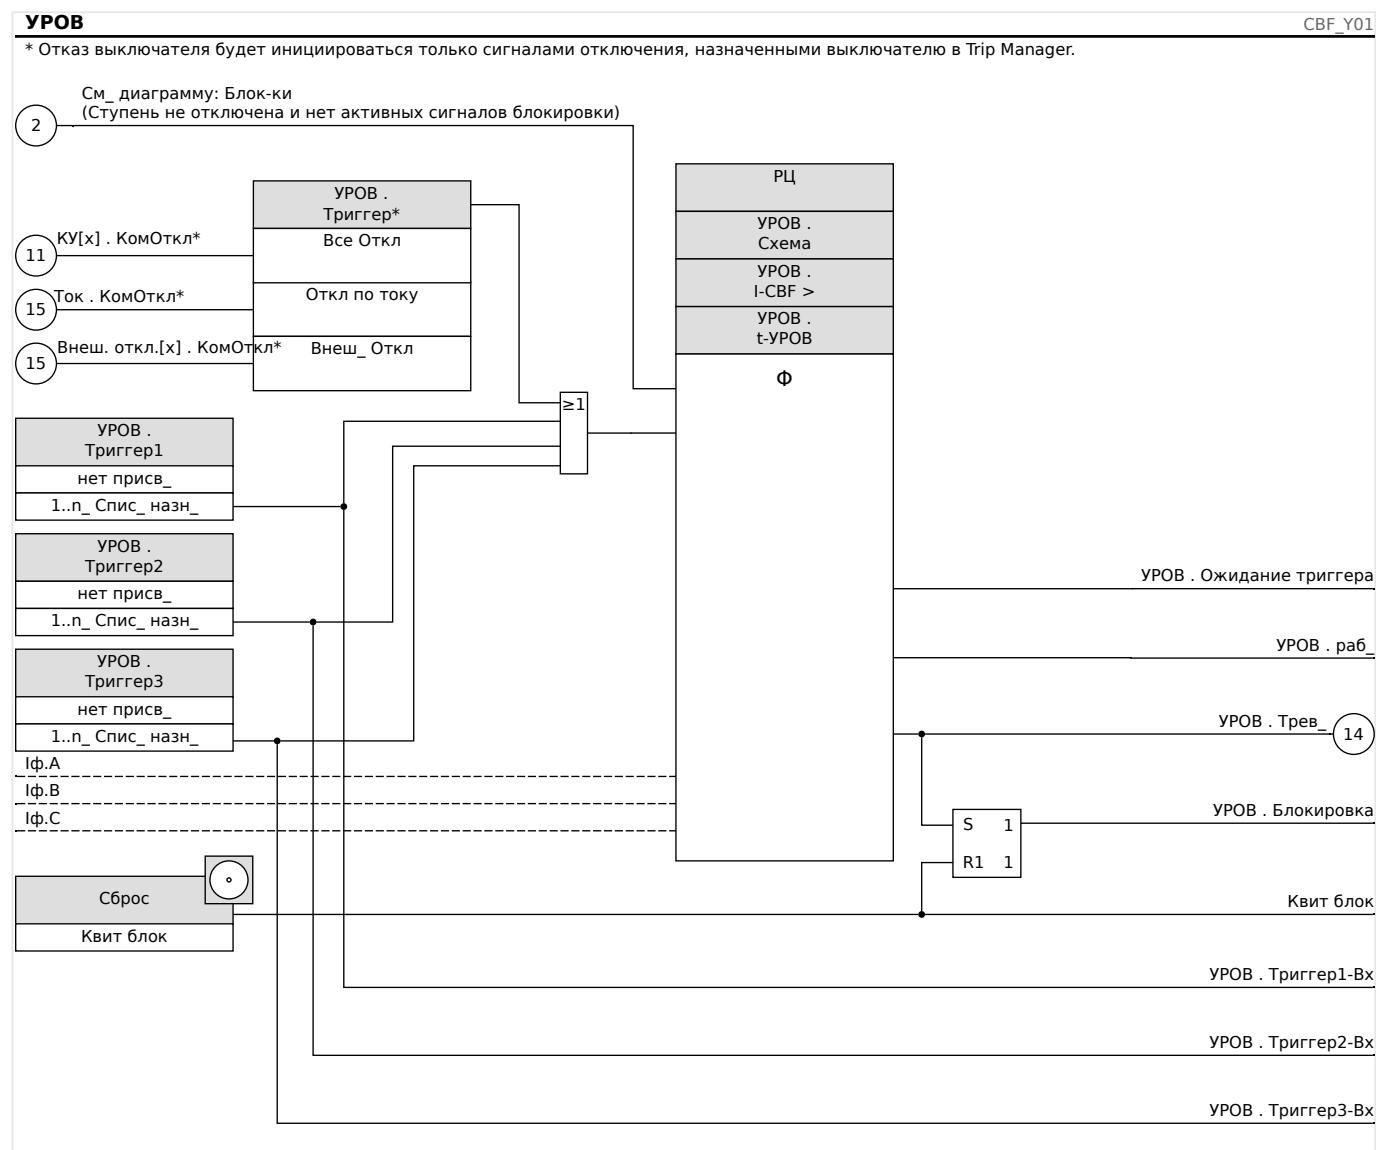 УРОВ
CBF_Y01
* Отказ выключателя будет инициироваться только сигналами отключения, назначенными выключателю в Trip Manager.
См_ диаграмму: Блок-ки
(Ступень не отключена и нет активных сигналов блокировки)
2
РЦ
УРОВ .
Схема
УРОВ .
I-CBF >
УРОВ .
t-УРОВ
Ф
УРОВ .
Триггер*
Все Откл
Откл по току
Внеш_ Откл
КУ[x] . КомОткл*
11
Ток . КомОткл*
15
Внеш. откл.[x] . КомОткл*
15
≥1
УРОВ .
Триггер1
нет присв_
1..n_ Спис_ назн_
УРОВ .
Триггер2
нет присв_
1..n_ Спис_ назн_
УРОВ .
Триггер3
нет присв_
1..n_ Спис_ назн_
Iф.A
Iф.B
Iф.C
УРОВ . Ожидание триггера
УРОВ . раб_
УРОВ . Трев_
14
S 1
R1 1
УРОВ . Блокировка
Сброс
Квит блок
Квит блок
УРОВ . Триггер1-Вх
УРОВ . Триггер2-Вх
УРОВ . Триггер3-Вх